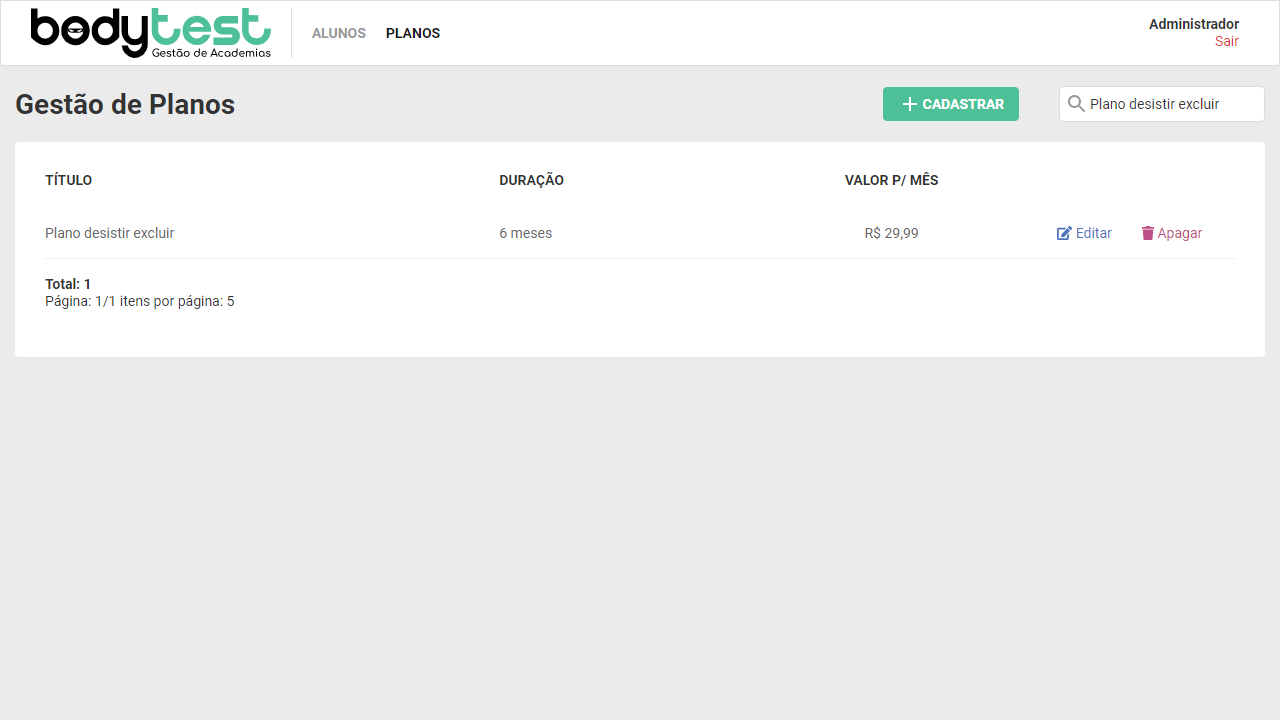 bodytest
Gestão de Academias
ALUNOS PLANOS
Administrador
Sair
Gestão de Planos
CADASTRAR
Plano desistir excluir
TÍTULO DURAÇÃO VALOR P/ MÊS
Plano desistir excluir 6 meses R$ 29,99 Editar Apagar
Total: 1
Página: 1/1 itens por página: 5